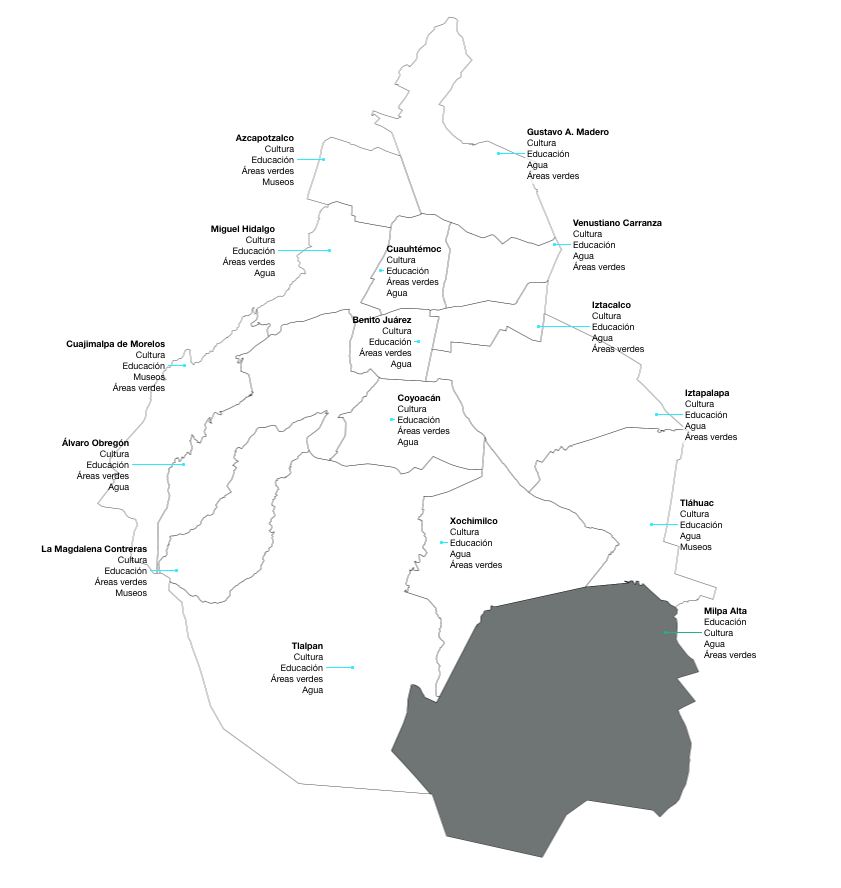 Gustavo A. Madero
Cultura
Educación
Agua
Áreas verdes
Azcapotzalco
Cultura
Educación
Áreas verdes
Museos
Venustiano Carranza
Cultura
Educación
Agua
Áreas verdes
Miguel Hidalgo
Cultura
Educación
Áreas verdes
Agua
Cuauhtémoc
Cultura
Educación
Áreas verdes
Agua
Iztacalco
Cultura
Educación
Agua
Áreas verdes
Benito Juárez
Cultura
Educación
Áreas verdes
Agua
Cuajimalpa de Morelos
Cultura
Educación
Museos
Áreas verdes
Iztapalapa
Cultura
Educación
Agua
Áreas verdes
Coyoacán
Cultura
Educación
Áreas verdes
Agua
Álvaro Obregón
Cultura
Educación
Áreas verdes
Agua
Tláhuac
Cultura
Educación
Agua
Museos
Xochimilco
Cultura
Educación
Agua
Áreas verdes
La Magdalena Contreras
Cultura
Educación
Áreas verdes
Museos
Milpa Alta
Educación
Cultura
Agua
Áreas verdes
Tlalpan
Cultura
Educación
Áreas verdes
Agua